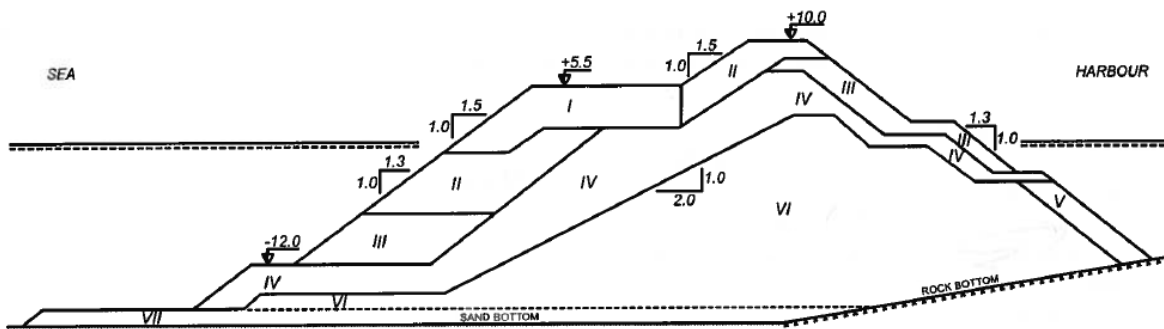 +10.0
1.5
1.0
II
SEA
HARBOUR
+5.5
III
I
IV
1.5
1.0
1.3
1.0
III
IV
1.3
1.0
II
IV
1.0
2.0
VI
V
-12.0
III
IV
VI
VII
SAND BOTTOM
ROCK BOTTOM